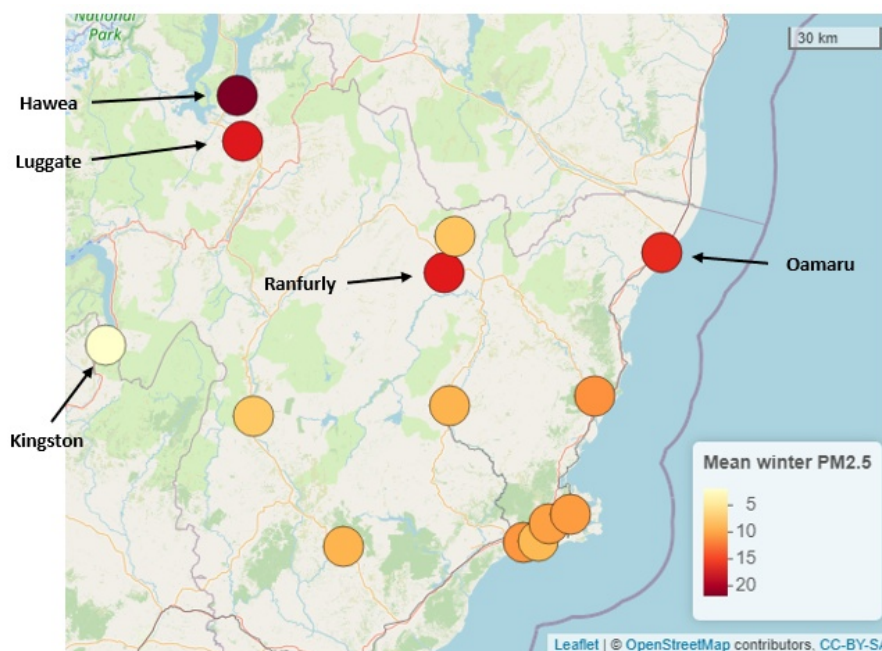 National
Park
30 km
Hawea
Luggate
Ranfurly
Oamaru
Kingston
Mean winter PM2.5
5
10
15
20
Leaflet | © OpenStreetMap contributors, CC-BY-SA